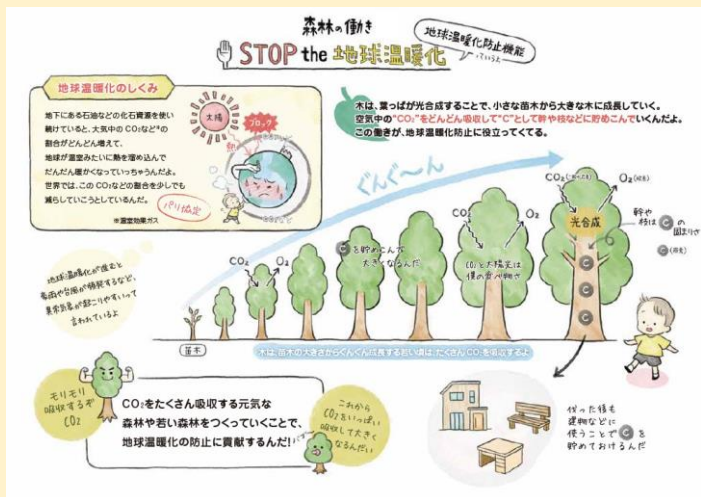 森林の働き
STOP the 地球温暖化
地球温暖化防止機能
っていうよ
地球温暖化のしくみ
地下にある石油などの化石資源を使い
続けていると、大気中のCO₂など※の
割合がどんどん増えて、
地球が温室みたいに熱を溜め込んで
だんだん暖かくなっていっちゃうんだよ。
世界では、このCO₂などの割合を少しでも
減らしていこうとしているんだ。
パリ協定
※温室効果ガス
太陽
熱
ブロック
CO₂など
木は、葉っぱが光合成することで、小さな苗木から大きな木に成長していく。
空気中の“CO₂”をどんどん吸収して“C”として幹や枝などに貯めこんでいくんだよ。
この働きが、地球温暖化防止に役立ってくれてる。
ぐんぐ〜ん
地球温暖化が進むと
豪雨や台風が頻発するなど、
異常気象が起こりやすいって
言われているよ
苗木
CO₂
O₂
Cを貯めこんで
大きくなるんだ
CO₂
O₂
CO₂と太陽光は
僕の食べ物さ
CO₂
O₂
光合成
幹や
枝は C の
固まりさ
C
C
C
C
木は、苗木の大きさからぐんぐん成長する若い頃は、たくさんCO₂を吸収するよ
モリモリ
吸収するぞ
CO₂
CO₂をたくさん吸収する元気な
森林や若い森林をつくっていくことで、
地球温暖化の防止に貢献するんだ!
これから
CO₂をいっぱい
吸収して大きく
なるんだい
伐った後も
建物などに
使うことで C を
貯めておけるんだ